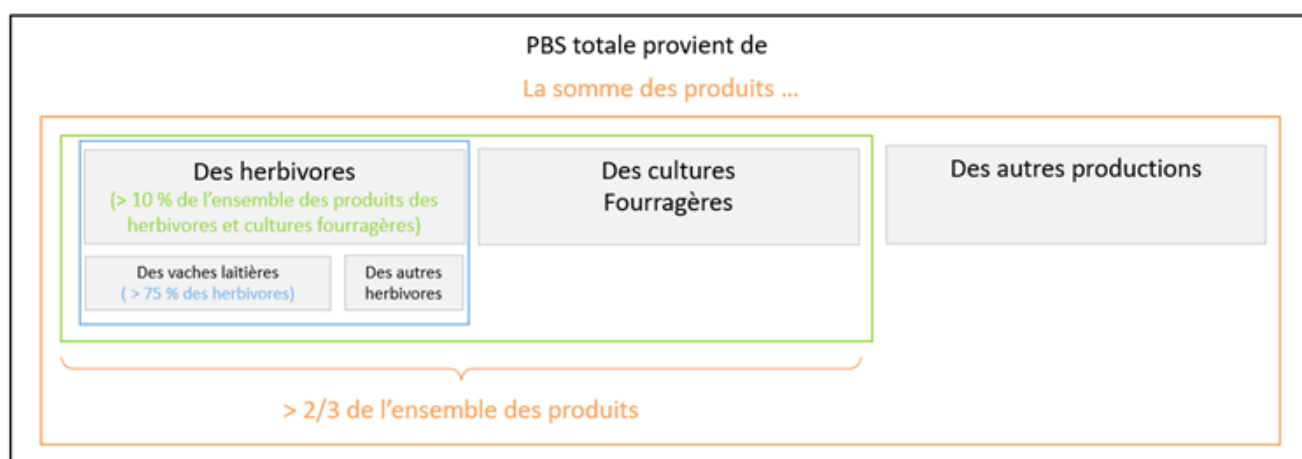 PBS totale provient de
La somme des produits ...
Des herbivores
(> 10 % de l’ensemble des produits des
herbivores et cultures fourragères)
Des cultures
Fourragères
Des autres productions
Des vaches laitières
( > 75 % des herbivores)
Des autres
herbivores
> 2/3 de l’ensemble des produits